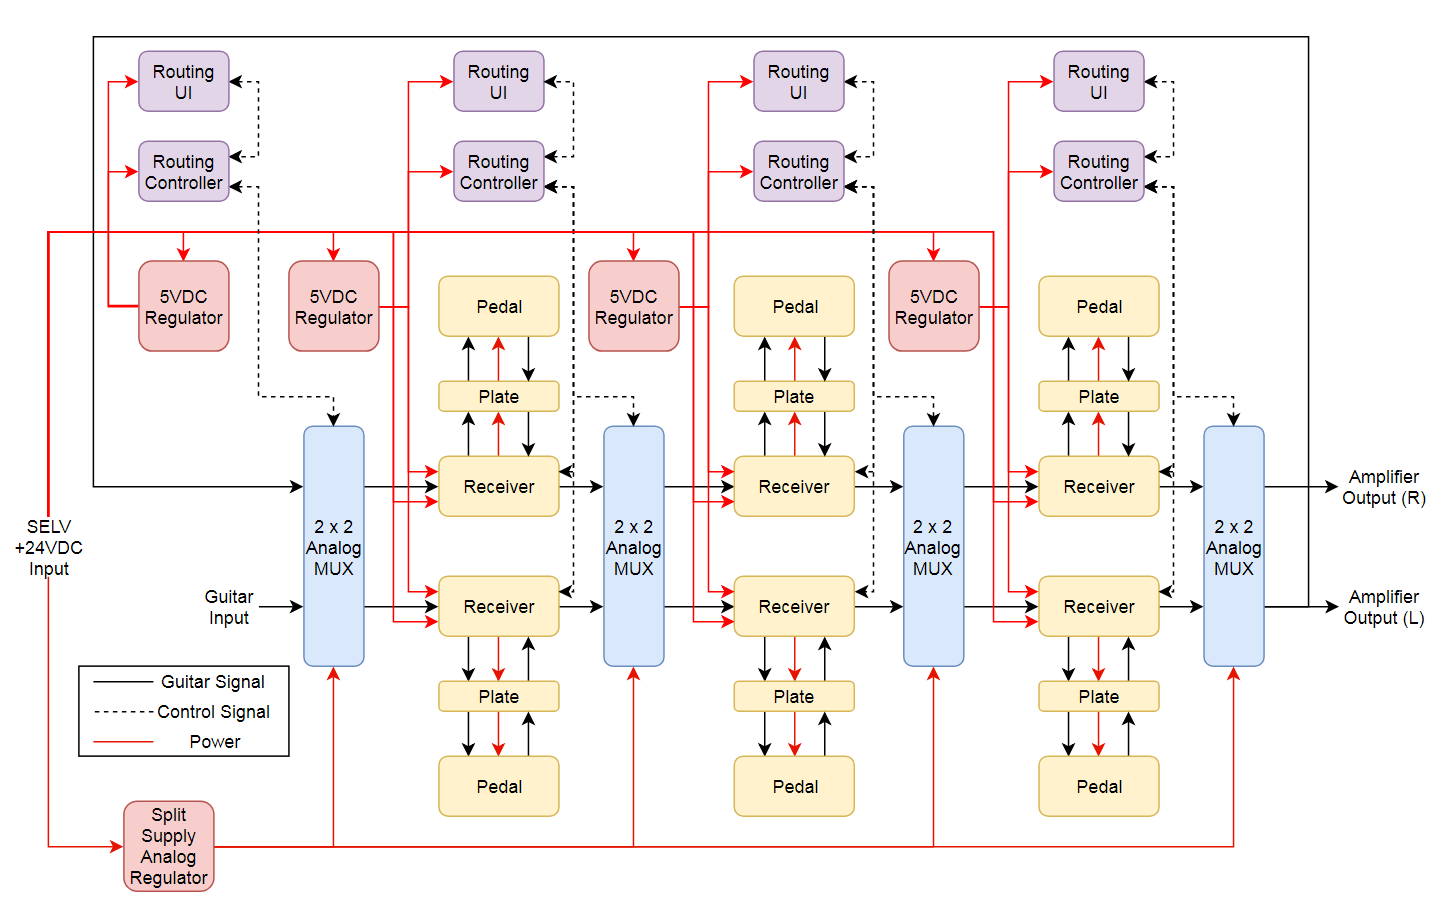 Routing
UI
Routing
UI
Routing
UI
Routing
UI
Routing
Controller
Routing
Controller
Routing
Controller
Routing
Controller
5VDC
Regulator
5VDC
Regulator
5VDC
Regulator
5VDC
Regulator
Pedal
Pedal
Pedal
Plate
Plate
Plate
Receiver
Receiver
Receiver
Amplifier
Output (R)
SELV
+24VDC
Input
2 x 2
Analog
MUX
2 x 2
Analog
MUX
2 x 2
Analog
MUX
2 x 2
Analog
MUX
Guitar
Input
Receiver
Receiver
Receiver
Amplifier
Output (L)
Guitar Signal
Control Signal
Power
Plate
Plate
Plate
Pedal
Pedal
Pedal
Split
Supply
Analog
Regulator